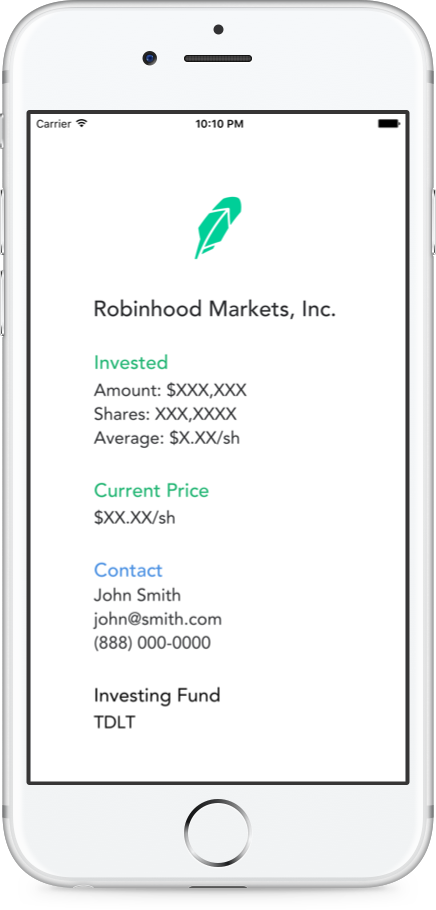 Carrier 10:10 PM
Robinhood Markets, Inc.
Invested
Amount: $XXX,XXX
Shares: XXX,XXXX
Average: $X.XX/sh
Current Price
$XX.XX/sh
Contact
John Smith
john@smith.com
(888) 000-0000
Investing Fund
TDLT